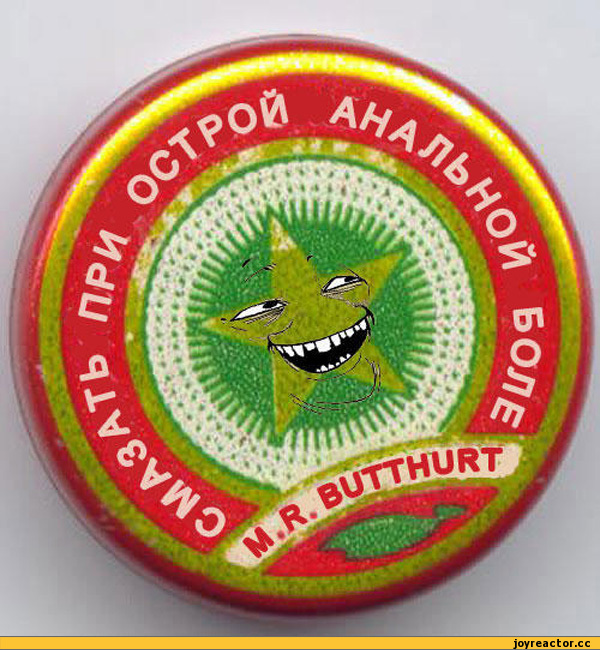 СМАЗАТЬ ПРИ ОСТРОЙ АНАЛЬНОЙ БОЛЕ
M.R. BUTTHURT
joyreactor.cc